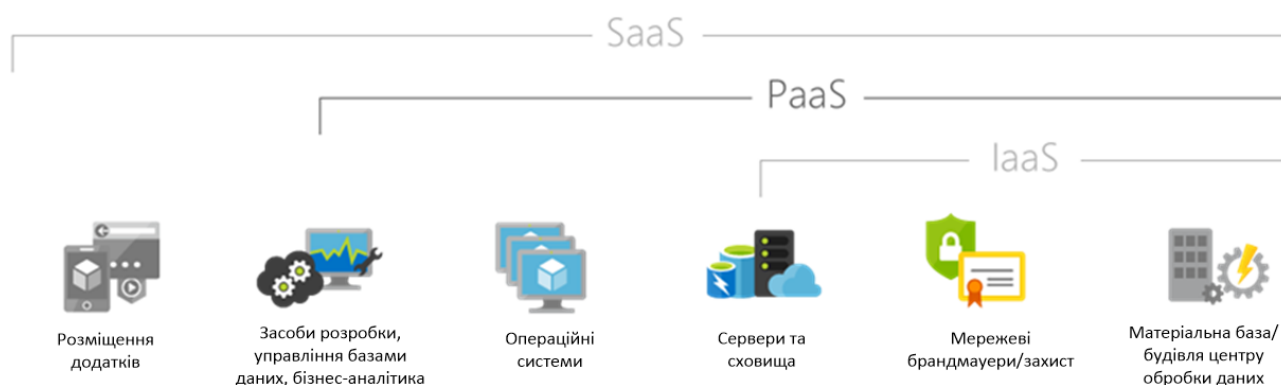 SaaS
PaaS
IaaS
Розміщення
додатків
Засоби розробки,
управління базами
даних, бізнес-аналітика
Операційні
системи
Сервери та
сховища
Мережеві
брандмауери/захист
Матеріальна база/
будівля центру
обробки даних